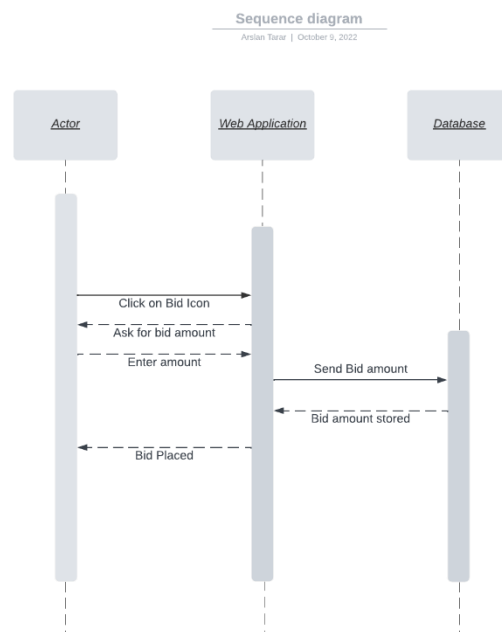 Sequence diagram
Arslan Tarar | October 9, 2022
Actor
Web Application
Database
Click on Bid Icon
Ask for bid amount
Enter amount
Send Bid amount
Bid amount stored
Bid Placed